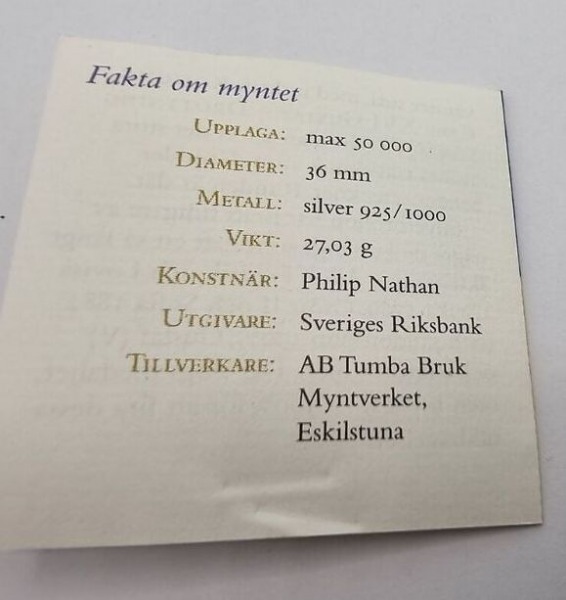 Fakta om myntet
UPPLAGA: max 50 000
DIAMETER: 36 mm
METALL: silver 925/1000
VIKT: 27,03 g
KONSTNÄR: Philip Nathan
UTGIVARE: Sveriges Riksbank
TILLVERKARE: AB Tumba Bruk
Myntverket,
Eskilstuna